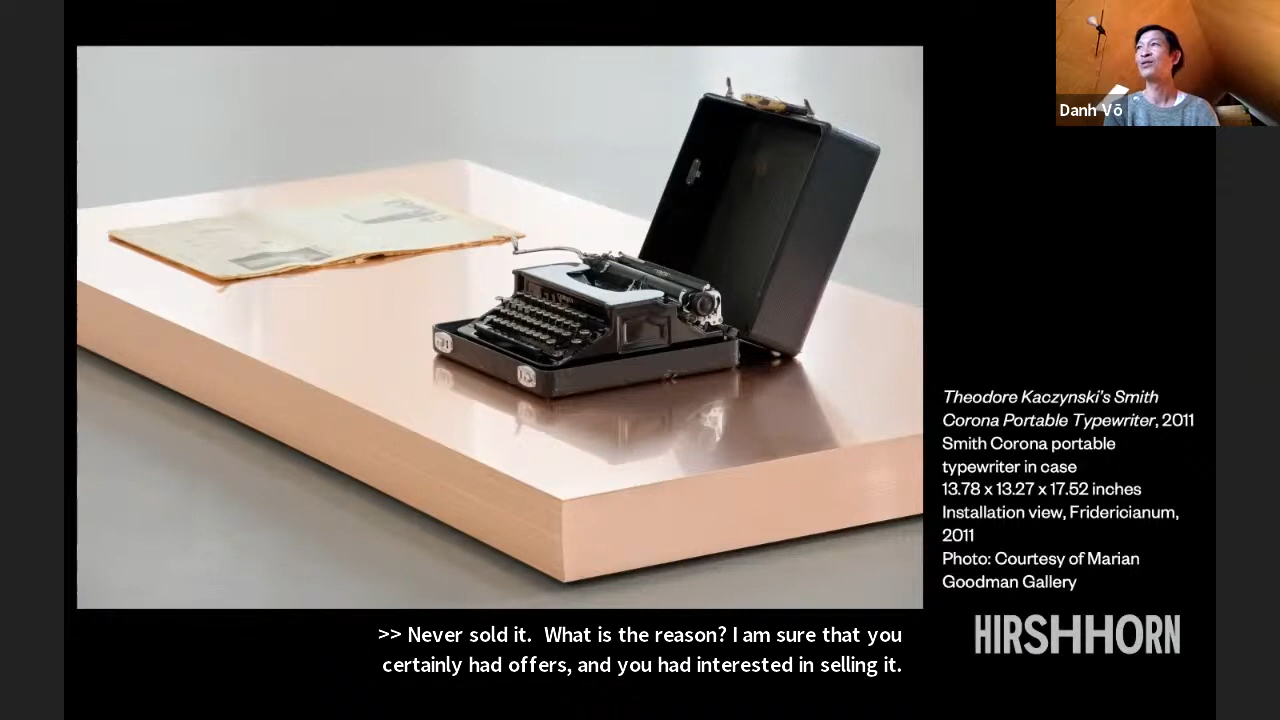 Danh Võ
Theodore Kaczynski's Smith
Corona Portable Typewriter, 2011
Smith Corona portable
typewriter in case
13.78 x 13.27 x 17.52 inches
Installation view, Fridericianum,
2011
Photo: Courtesy of Marian
Goodman Gallery
HIRSHHORN
>> Never sold it.  What is the reason? I am sure that you
certainly had offers, and you had interested in selling it.